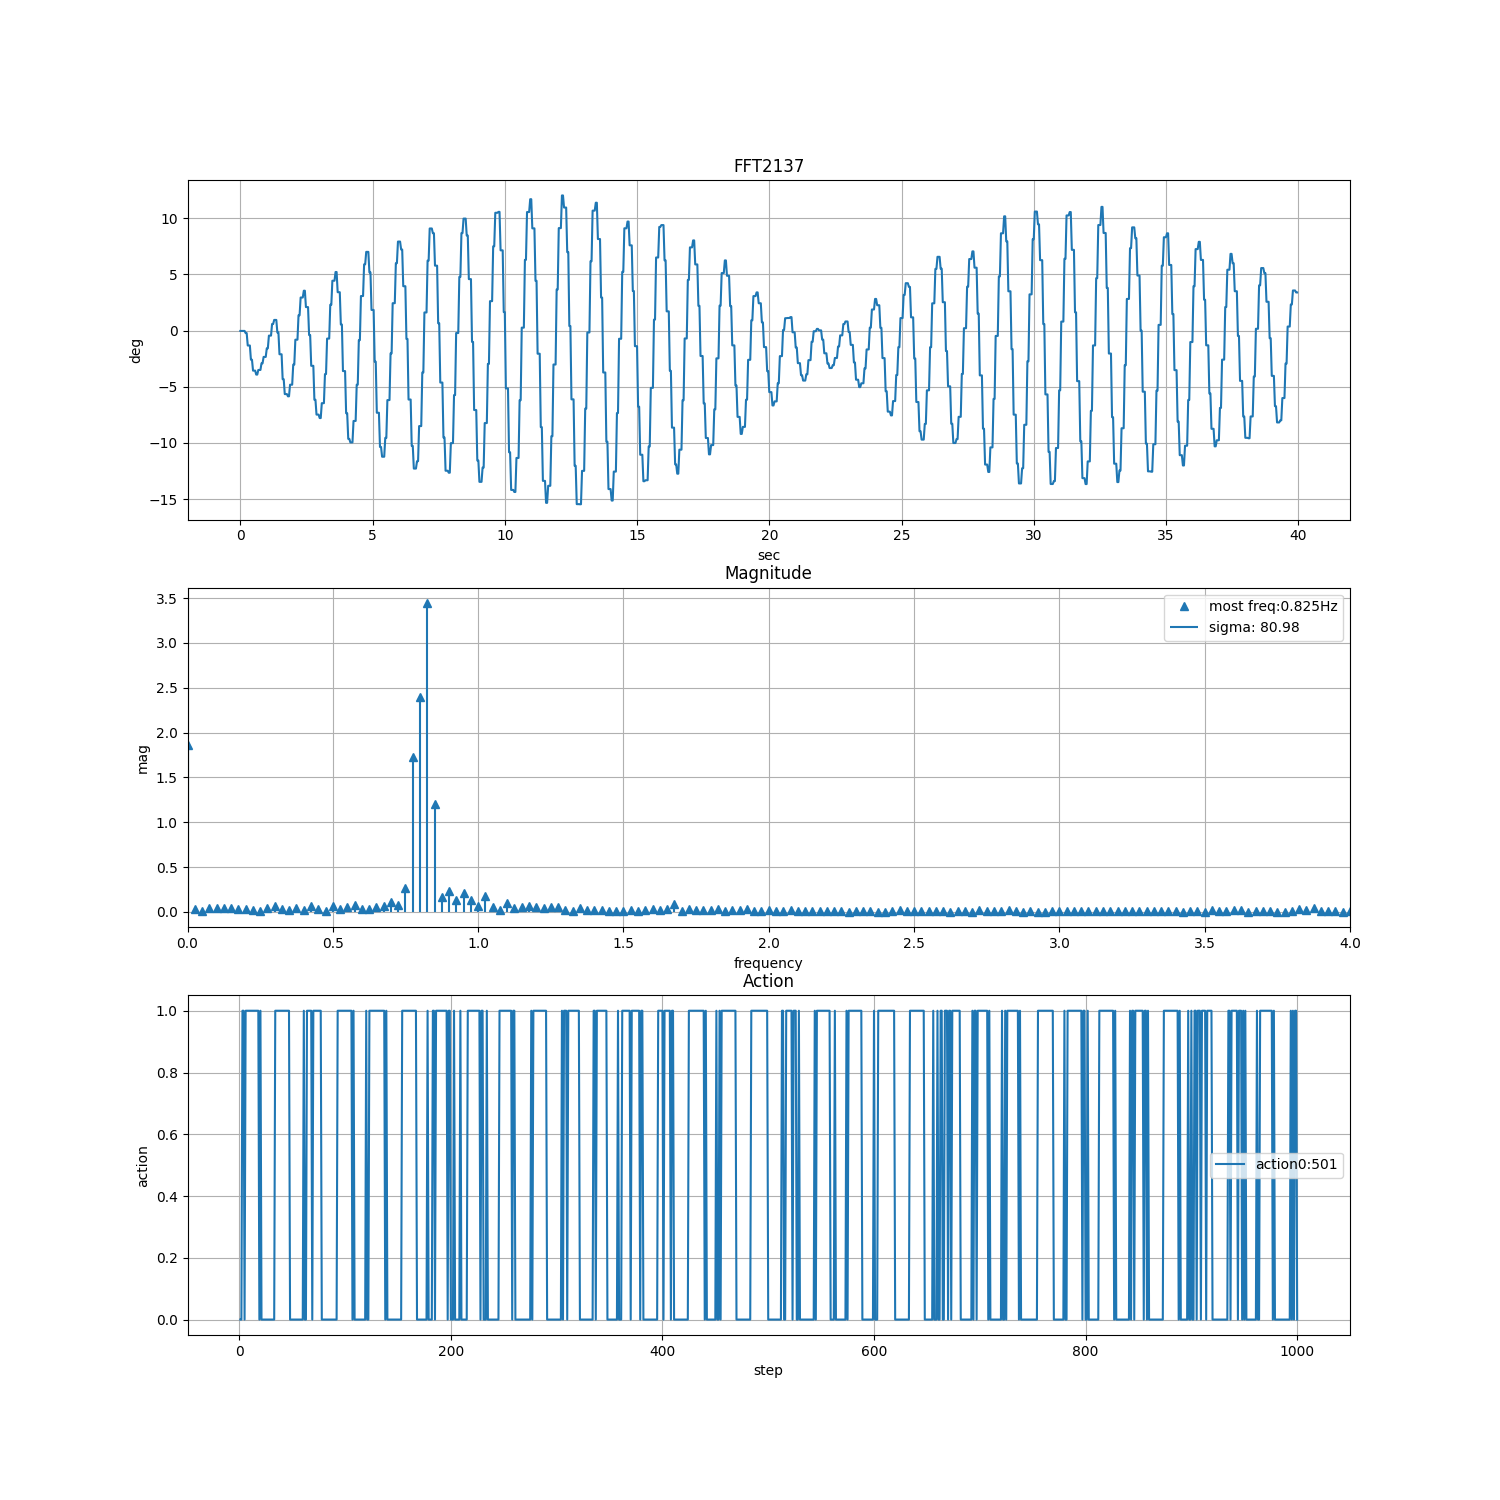 FFT2137
10
5
0
−5
−10
−15
deg
0 5 10 15 20 25 30 35 40
sec
Magnitude
3.5
3.0
2.5
2.0
1.5
1.0
0.5
0.0
mag
most freq:0.825Hz
sigma: 80.98
0.0 0.5 1.0 1.5 2.0 2.5 3.0 3.5 4.0
frequency
Action
1.0
0.8
0.6
0.4
0.2
0.0
action
action0:501
0 200 400 600 800 1000
step